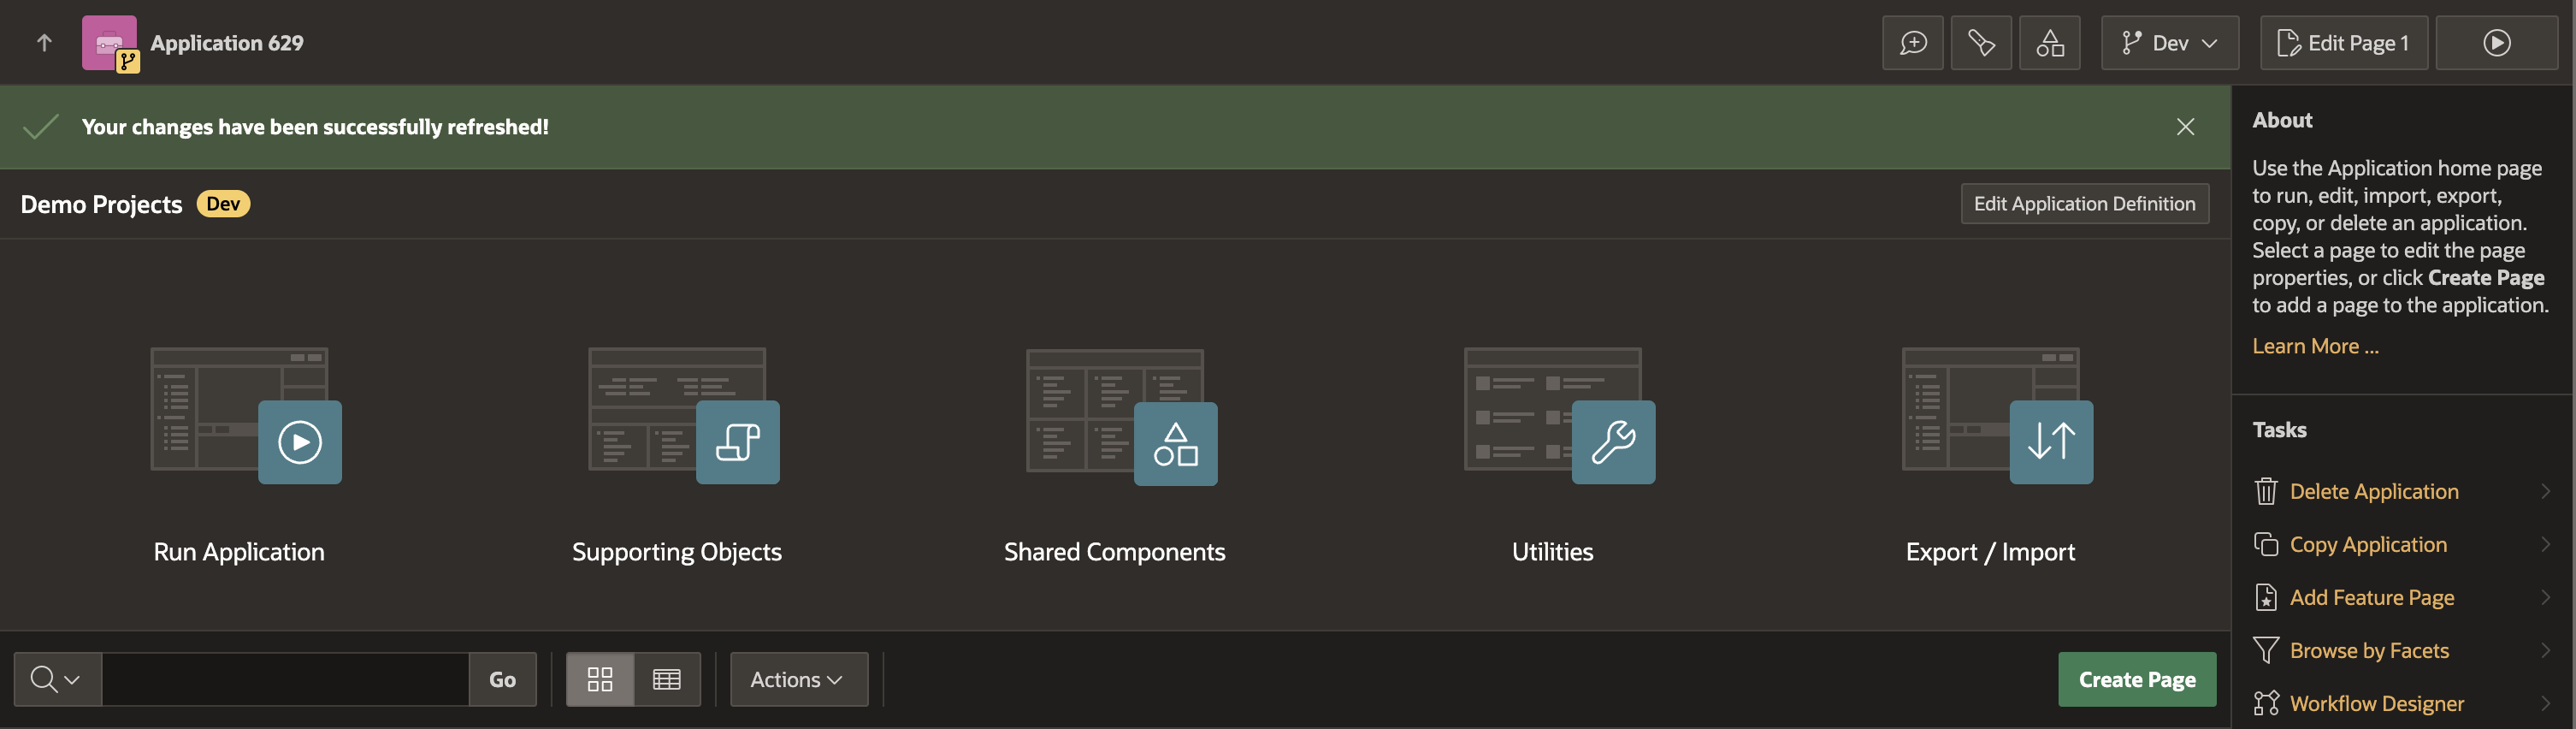 Application 629
Dev
Edit Page 1
Your changes have been successfully refreshed!
Demo Projects
Dev
Edit Application Definition
Run Application
Supporting Objects
Shared Components
Utilities
Export / Import
Go
Actions
Create Page
About
Use the Application home page
to run, edit, import, export,
copy, or delete an application.
Select a page to edit the page
properties, or click Create Page
to add a page to the application.
Learn More ...
Tasks
Delete Application
Copy Application
Add Feature Page
Browse by Facets
Workflow Designer